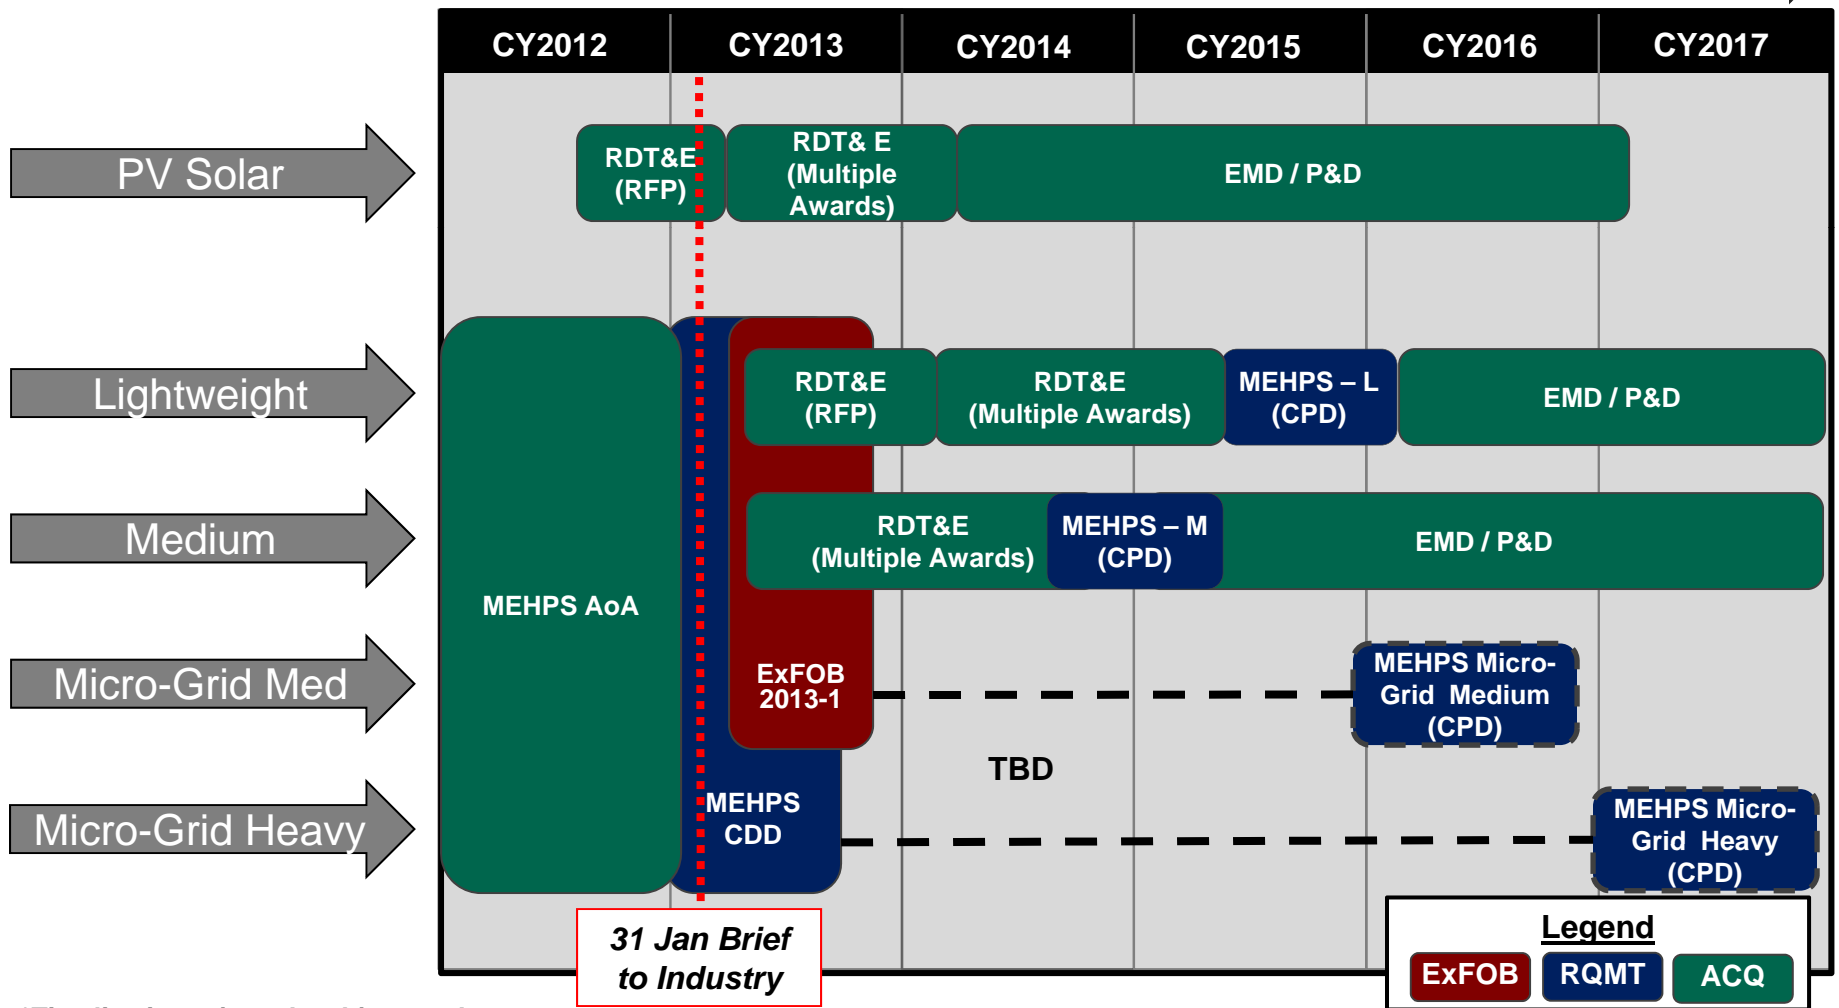 CY2012 CY2013 CY2014 CY2015 CY2016 CY2017
PV Solar
RDT&E
(RFP)
RDT& E
(Multiple
Awards)
EMD / P&D
Lightweight
RDT&E
(RFP)
RDT&E
(Multiple Awards)
MEHPS – L
(CPD)
EMD / P&D
Medium
RDT&E
(Multiple Awards)
MEHPS – M
(CPD)
EMD / P&D
MEHPS AoA
Micro-Grid Med
ExFOB
2013-1
MEHPS Micro-
Grid Medium
(CPD)
TBD
Micro-Grid Heavy
MEHPS
CDD
MEHPS Micro-
Grid Heavy
(CPD)
31 Jan Brief
to Industry
Legend
ExFOB RQMT ACQ